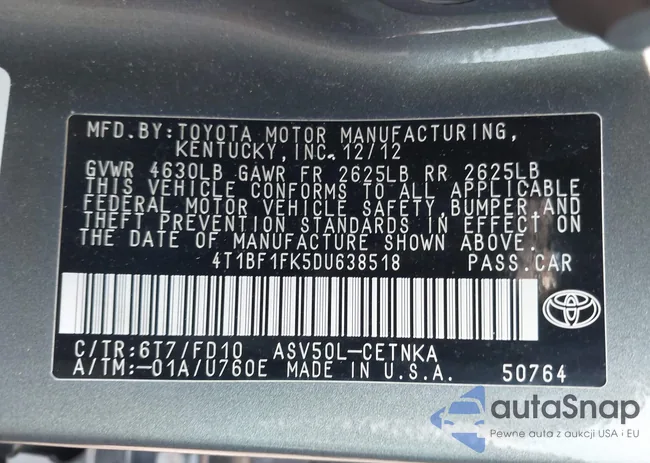 MFD.BY:TOYOTA MOTOR MANUFACTURING,
KENTUCKY,INC.12/12
GVWR 4630LB GAWR FR 2625LB RR 2625LB
THIS VEHICLE CONFORMS TO ALL APPLICABLE
FEDERAL MOTOR VEHICLE SAFETY,BUMPER AND
THEFT PREVENTION STANDARDS IN EFFECT ON
THE DATE OF MANUFACTURE SHOWN ABOVE.
4T1BF1FK5DU638518 PASS.CAR
C/TR:6T7/FD10 ASV50L-CETNKA
A/TM:-01A/U760E MADE IN U.S.A. 50764
autaSnap
Pewne auta z aukcji USA i EU